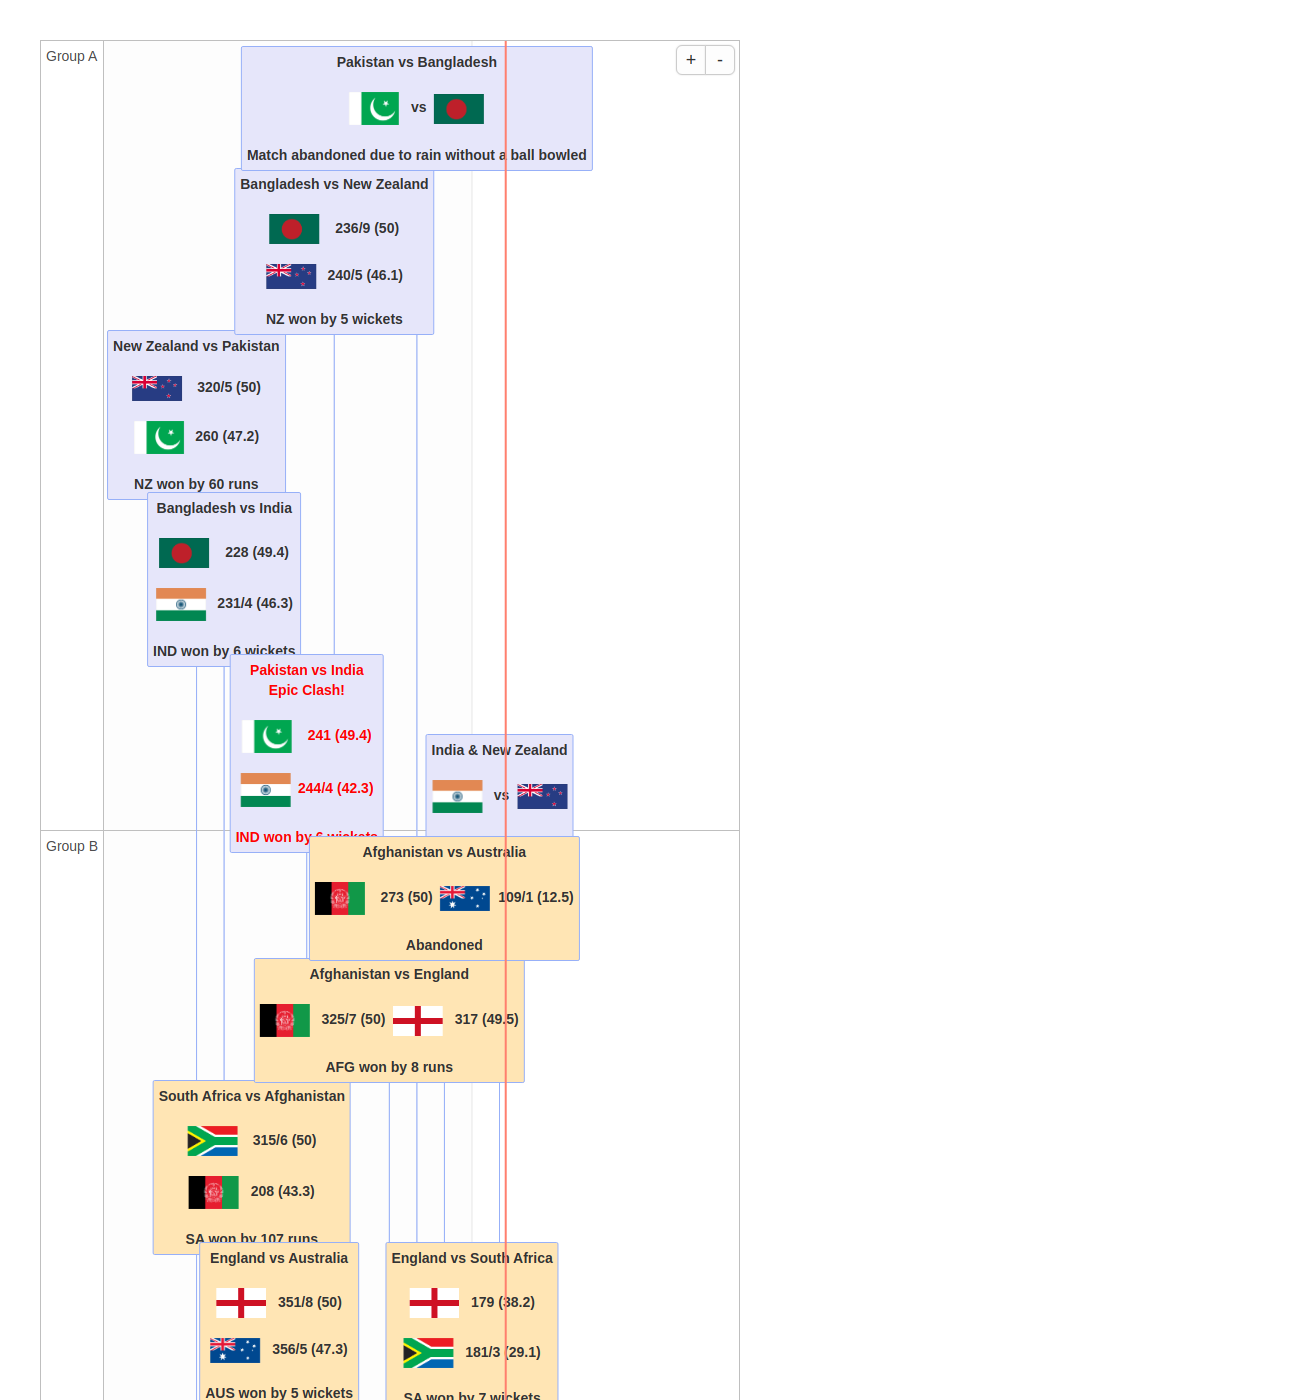 Group A
+ -
Pakistan vs Bangladesh
vs
Match abandoned due to rain without a ball bowled
Bangladesh vs New Zealand
236/9 (50)
240/5 (46.1)
NZ won by 5 wickets
New Zealand vs Pakistan
320/5 (50)
260 (47.2)
NZ won by 60 runs
Bangladesh vs India
228 (49.4)
231/4 (46.3)
IND won by 6 wickets
Pakistan vs India
Epic Clash!
241 (49.4)
244/4 (42.3)
IND won by 6 wickets
India & New Zealand
vs
Group B
Afghanistan vs Australia
273 (50) 109/1 (12.5)
Abandoned
Afghanistan vs England
325/7 (50) 317 (49.5)
AFG won by 8 runs
South Africa vs Afghanistan
315/6 (50)
208 (43.3)
SA won by 107 runs
England vs Australia
351/8 (50)
356/5 (47.3)
AUS won by 5 wickets
England vs South Africa
179 (38.2)
181/3 (29.1)
SA won by 7 wickets